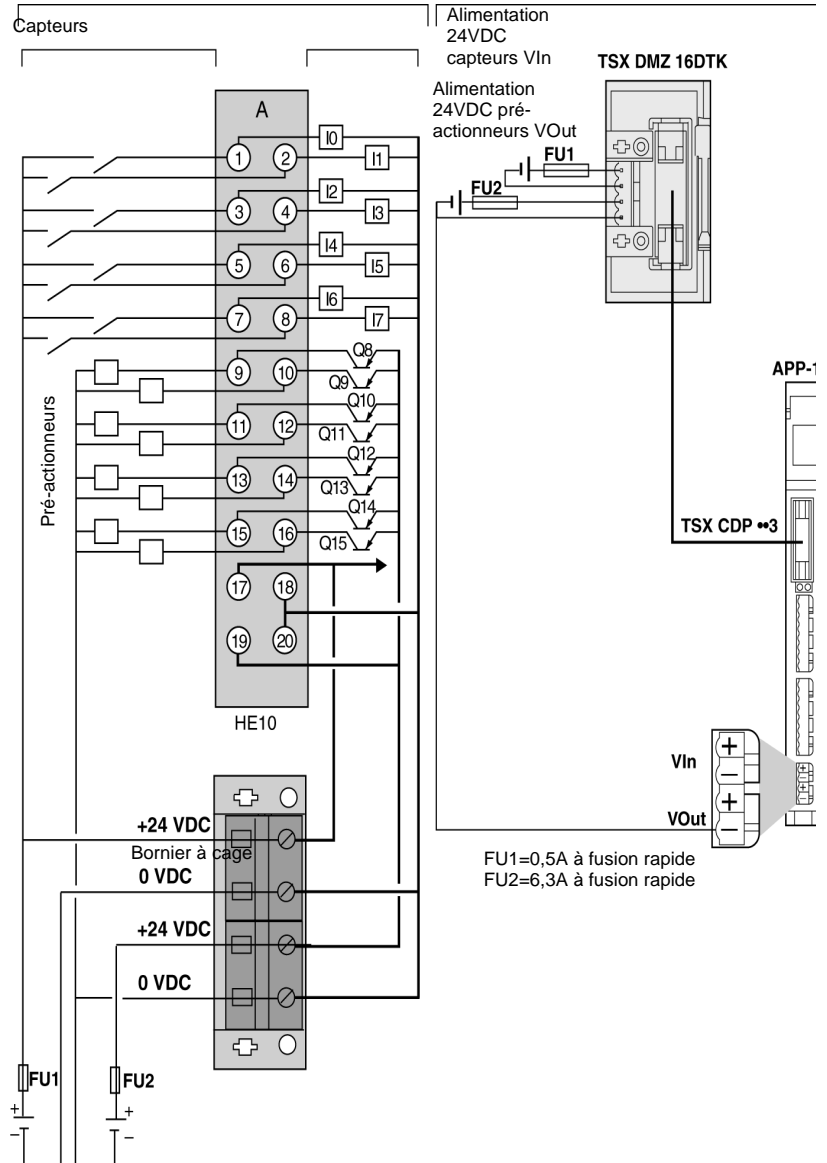 Capteurs
Alimentation
24VDC
capteurs VIn
Alimentation
24VDC pré-
actionneurs VOut
TSX DMZ 16DTK
FU1
FU2
A
I0
1
2
I1
I2
3
4
I3
I4
5
6
I5
I6
7
8
I7
Q8
9
10
Q9
Q10
11
12
Q11
Q12
13
14
Q13
Q14
15
16
Q15
17
18
19
20
HE10
Pré-actionneurs
APP-1
TSX CDP ••3
VIn
+
–
+
VOut
–
+
–
+
–
+24 VDC
Bornier à cage
0 VDC
+24 VDC
0 VDC
FU1=0,5A à fusion rapide
FU2=6,3A à fusion rapide
FU1
FU2
+
–
+
–